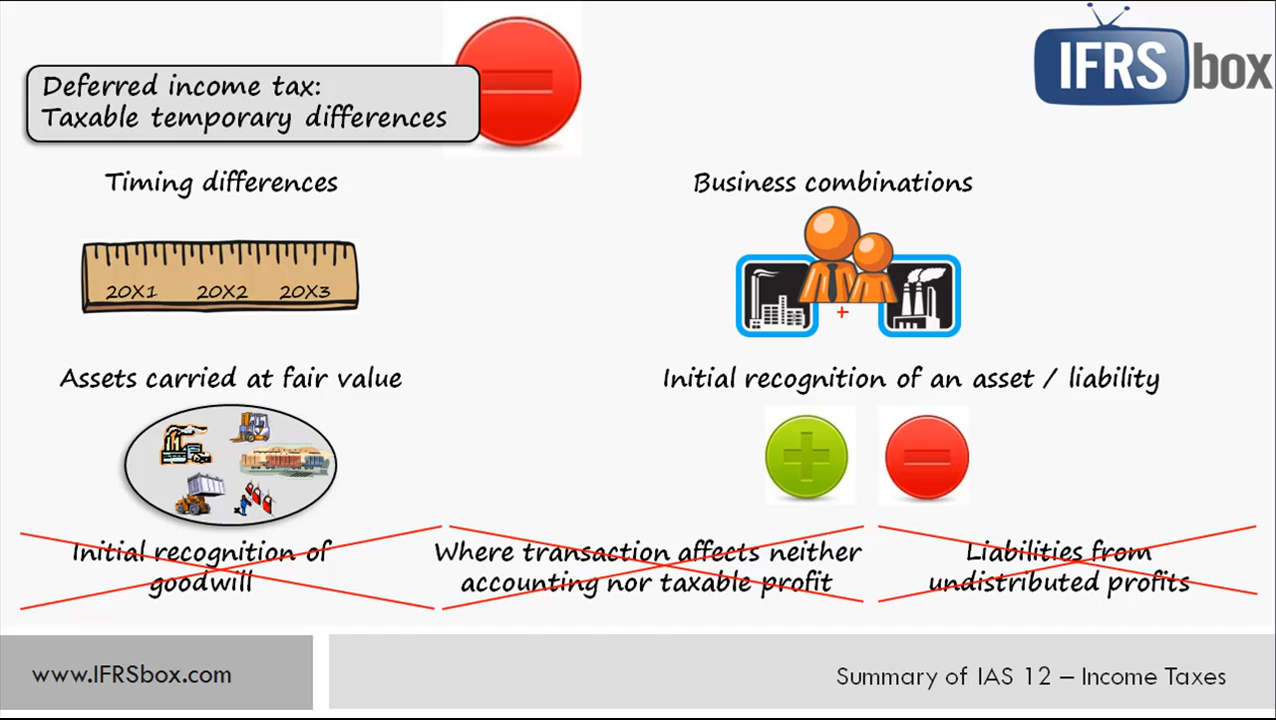 IFRS box
Deferred income tax:
Taxable temporary differences
Timing differences
Business combinations
20X1 20X2 20X3
+
Assets carried at fair value
Initial recognition of an asset / liability
Initial recognition of
goodwill
Where transaction affects neither
accounting nor taxable profit
Liabilities from
undistributed profits
www.IFRSbox.com
Summary of IAS 12 – Income Taxes